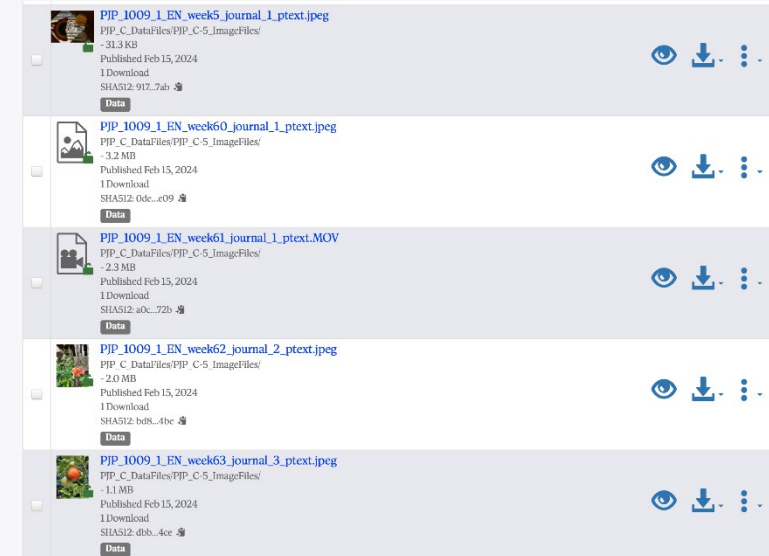 PJP_1009_1_EN_week5_journal_1_ptext.jpeg
PJP_C_DataFiles/PJP_C-5_ImageFiles/
- 31.3 KB
Published Feb 15, 2024
1 Download
SHA512: 917...7ab
Data
PJP_1009_1_EN_week60_journal_1_ptext.jpeg
PJP_C_DataFiles/PJP_C-5_ImageFiles/
- 3.2 MB
Published Feb 15, 2024
1 Download
SHA512: 0de...e09
Data
PJP_1009_1_EN_week61_journal_1_ptext.MOV
PJP_C_DataFiles/PJP_C-5_ImageFiles/
- 2.3 MB
Published Feb 15, 2024
1 Download
SHA512: a0c...72b
Data
PJP_1009_1_EN_week62_journal_2_ptext.jpeg
PJP_C_DataFiles/PJP_C-5_ImageFiles/
- 2.0 MB
Published Feb 15, 2024
1 Download
SHA512: bd8...4bc
Data
PJP_1009_1_EN_week63_journal_3_ptext.jpeg
PJP_C_DataFiles/PJP_C-5_ImageFiles/
- 1.1 MB
Published Feb 15, 2024
1 Download
SHA512: dbb...4ce
Data